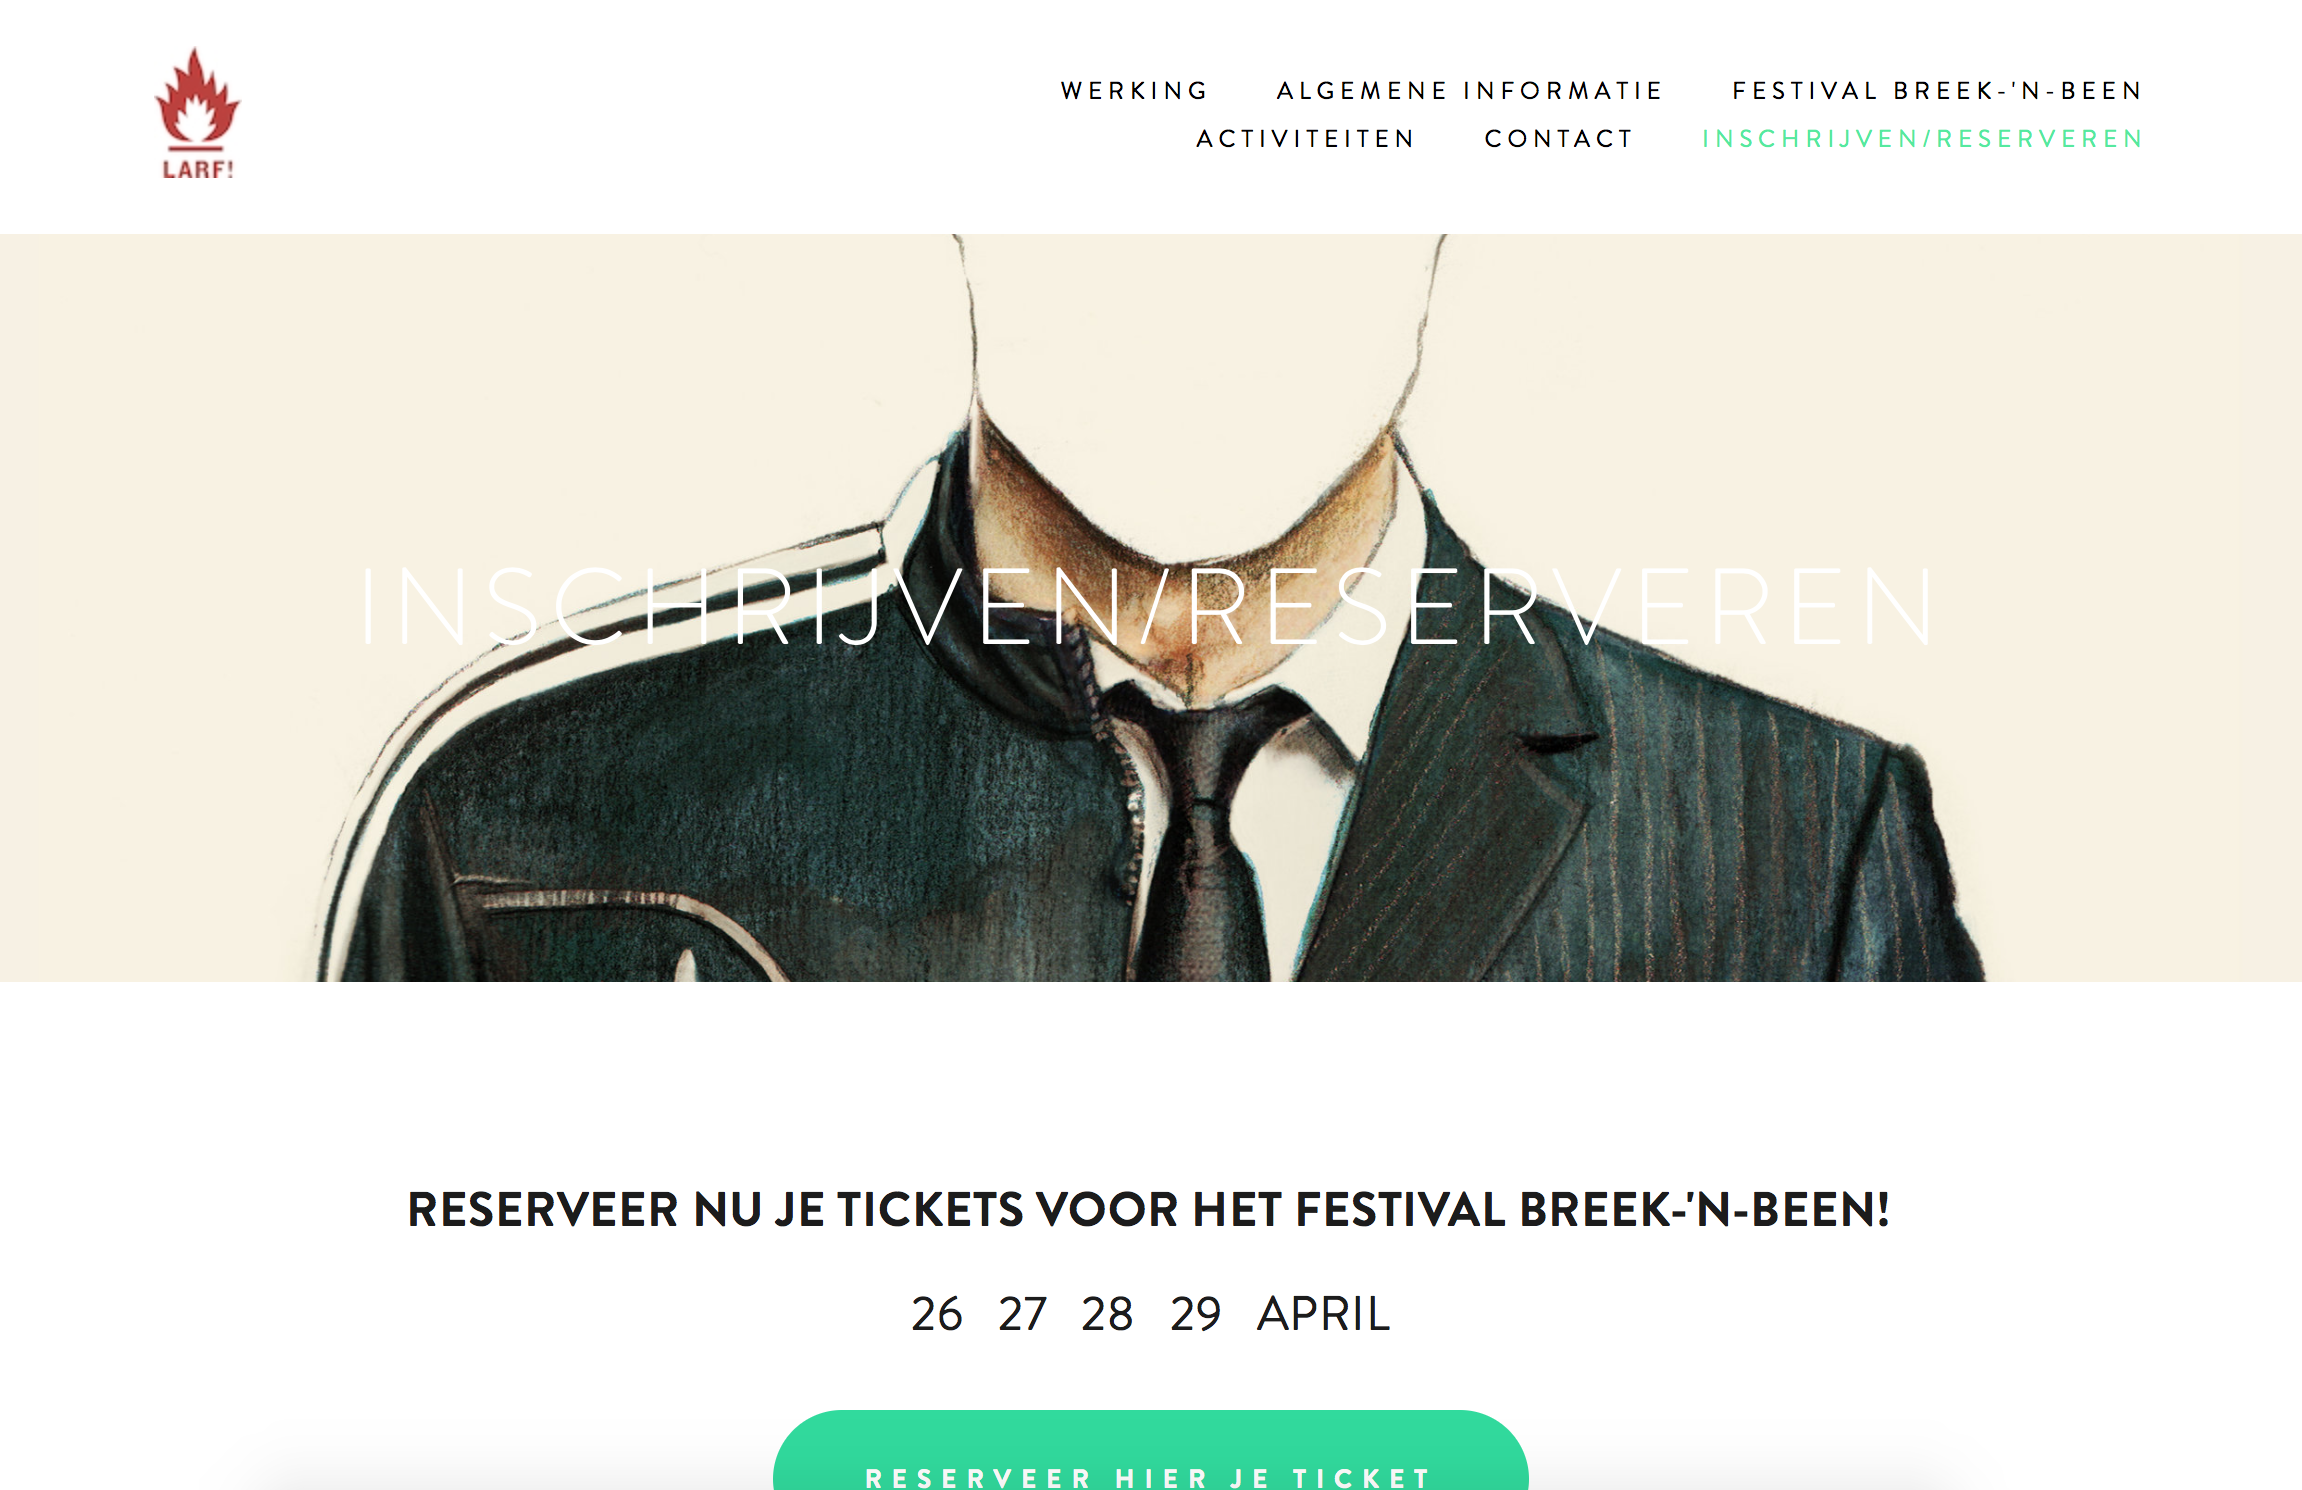 LARF!
WERKING ALGEMENE INFORMATIE FESTIVAL BREEK-'N-BEEN
ACTIVITEITEN CONTACT INSCHRIJVEN/RESERVEREN
INSCHRIJVEN/RESERVEREN
RESERVEER NU JE TICKETS VOOR HET FESTIVAL BREEK-'N-BEEN!
26 27 28 29 APRIL
RESERVEER HIER JE TICKET